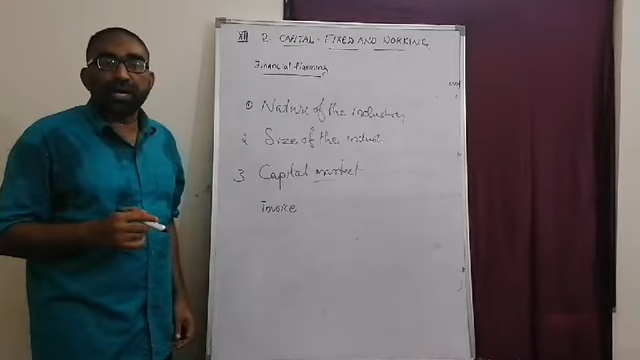 XII 2. CAPITAL - FIXED AND WORKING
Financial Planning
① Nature of the industry
2 Size of the indust
3 Capital market
invoice